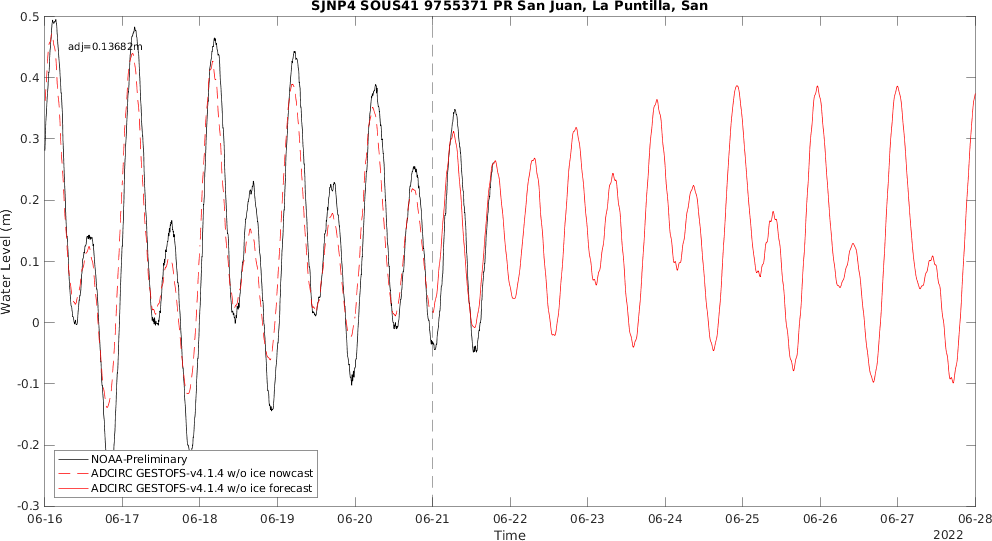 SJNP4 SOUS41 9755371 PR San Juan, La Puntilla, San
adj=0.13682m
Water Level (m)
0.5
0.4
0.3
0.2
0.1
0
-0.1
-0.2
-0.3
NOAA-Preliminary
ADCIRC GESTOFS-v4.1.4 w/o ice nowcast
ADCIRC GESTOFS-v4.1.4 w/o ice forecast
06-16 06-17 06-18 06-19 06-20 06-21 06-22 06-23 06-24 06-25 06-26 06-27 06-28
Time
2022